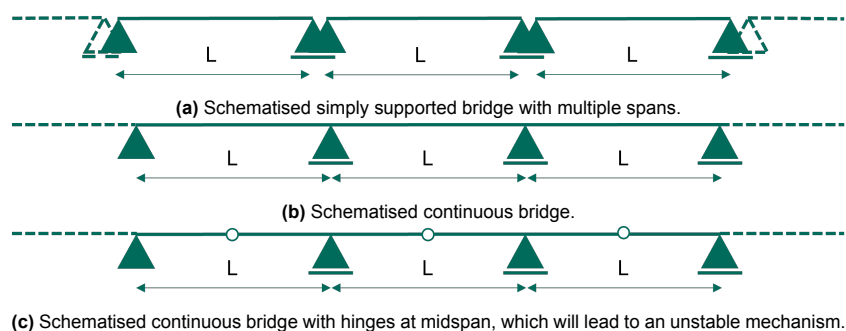 L L L
(a) Schematised simply supported bridge with multiple spans.
L L L
(b) Schematised continuous bridge.
L L L
(c) Schematised continuous bridge with hinges at midspan, which will lead to an unstable mechanism.